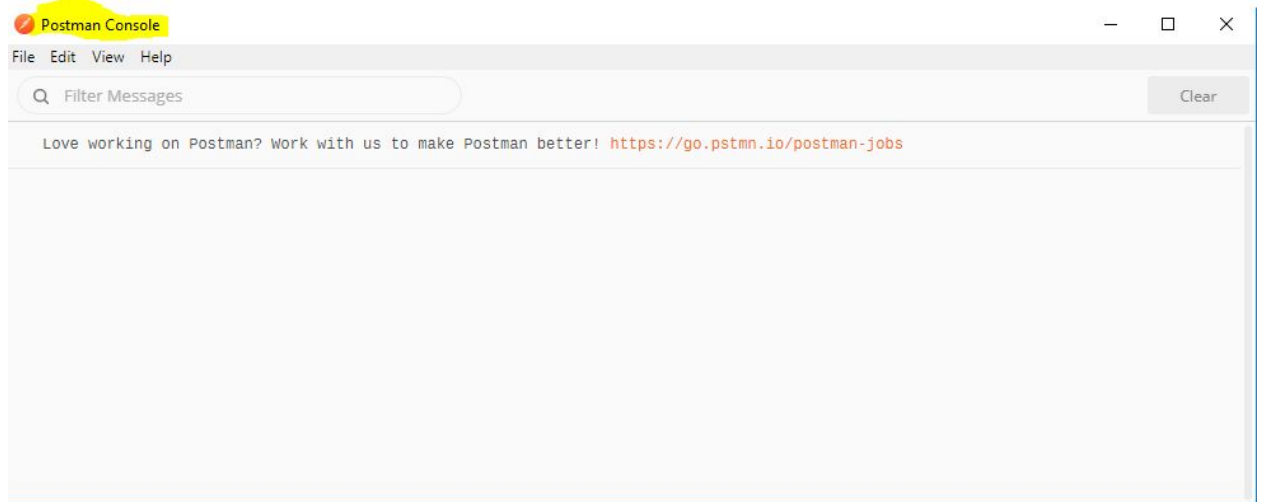 Postman Console
File Edit View Help
Filter Messages
Clear
Love working on Postman? Work with us to make Postman better! https://go.pstmn.io/postman-jobs